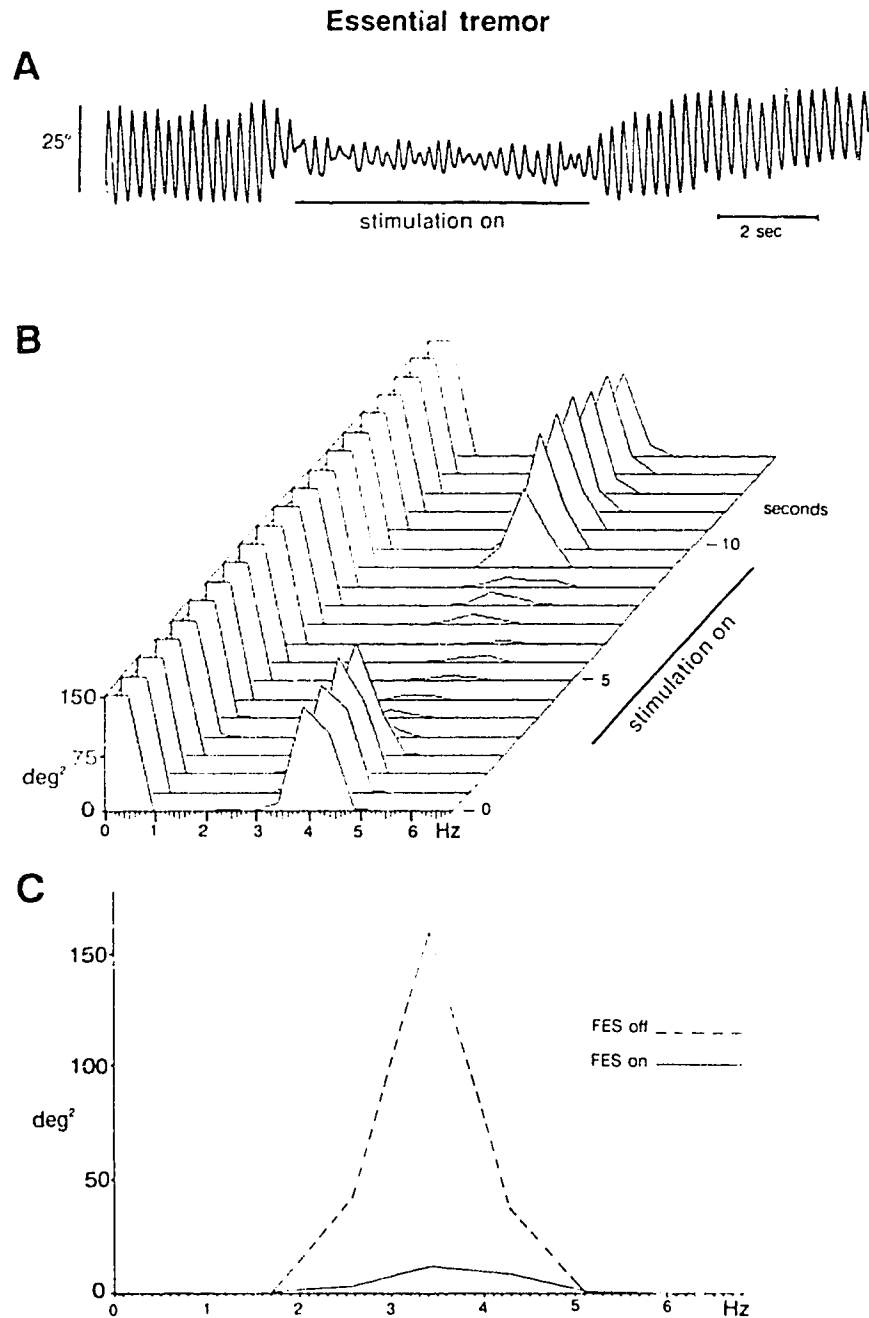 Essential tremor
A
25°
stimulation on
2 sec
B
seconds
10
5
0
stimulation on
150
75
deg²
0
0 1 2 3 4 5 6 Hz
C
150
100
deg²
50
0
FES off
FES on
0 1 2 3 4 5 6 Hz